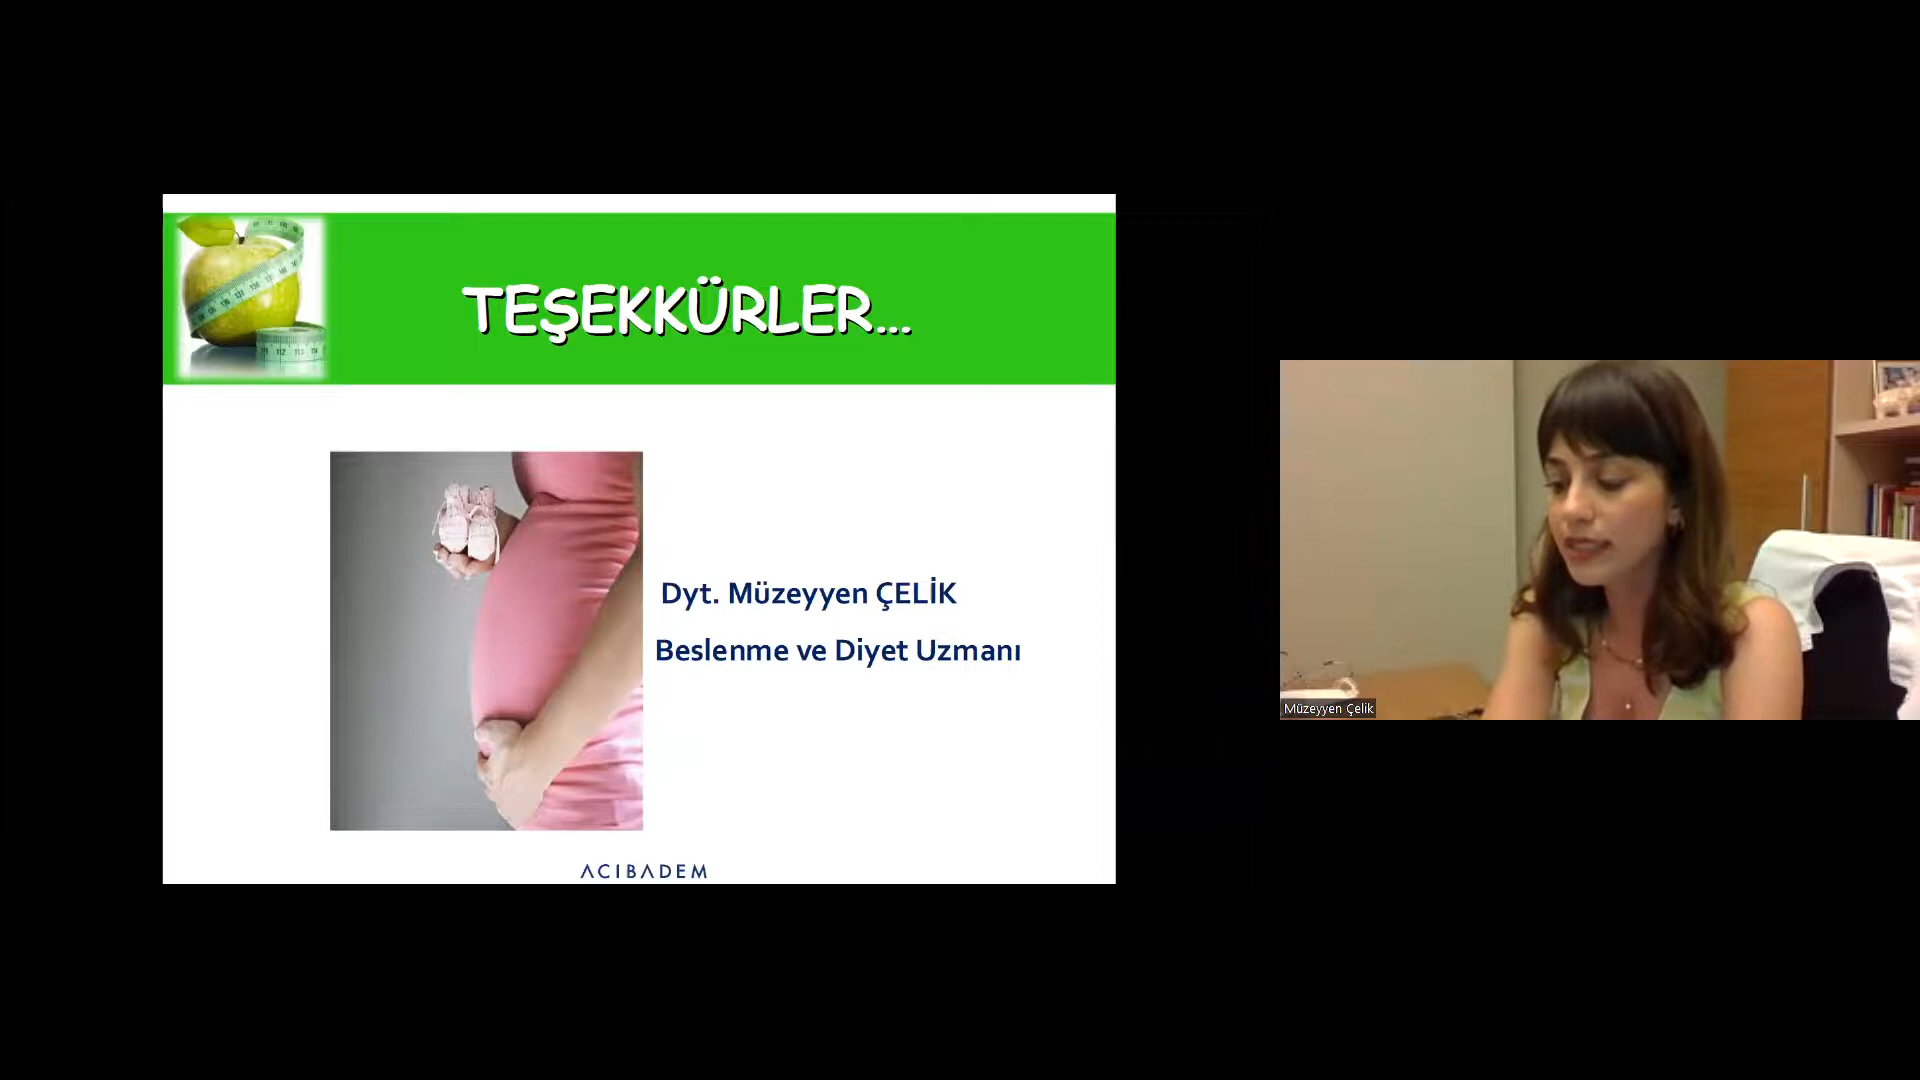 TEŞEKKÜRLER...
Dyt. Müzeyyen ÇELİK
Beslenme ve Diyet Uzmanı
ACIBADEM
Müzeyyen Çelik